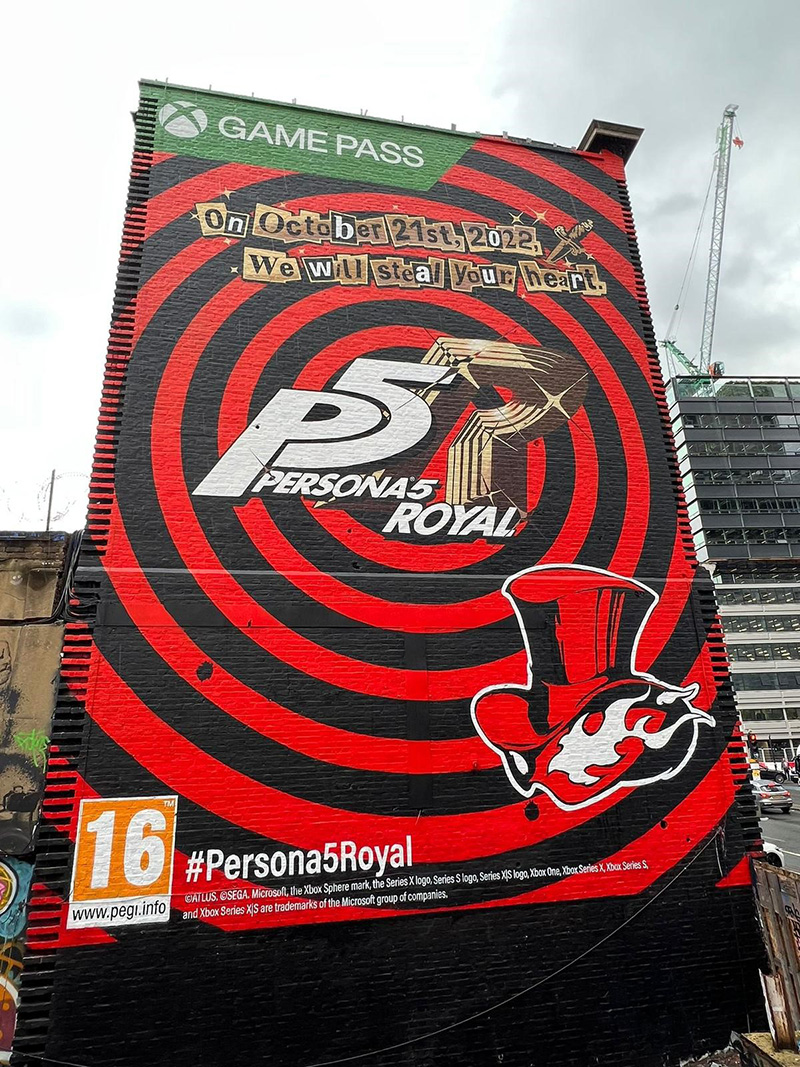 GAME PASS
On October 21st, 2022,
We will steal your heart.
P5R
PERSONA5
ROYAL
16™
www.pegi.info
#Persona5Royal
©ATLUS. ©SEGA. Microsoft, the Xbox Sphere mark, the Series X logo, Series S logo, Series X|S logo, Xbox One, Xbox Series X, Xbox Series S,
and Xbox Series X|S are trademarks of the Microsoft group of companies.